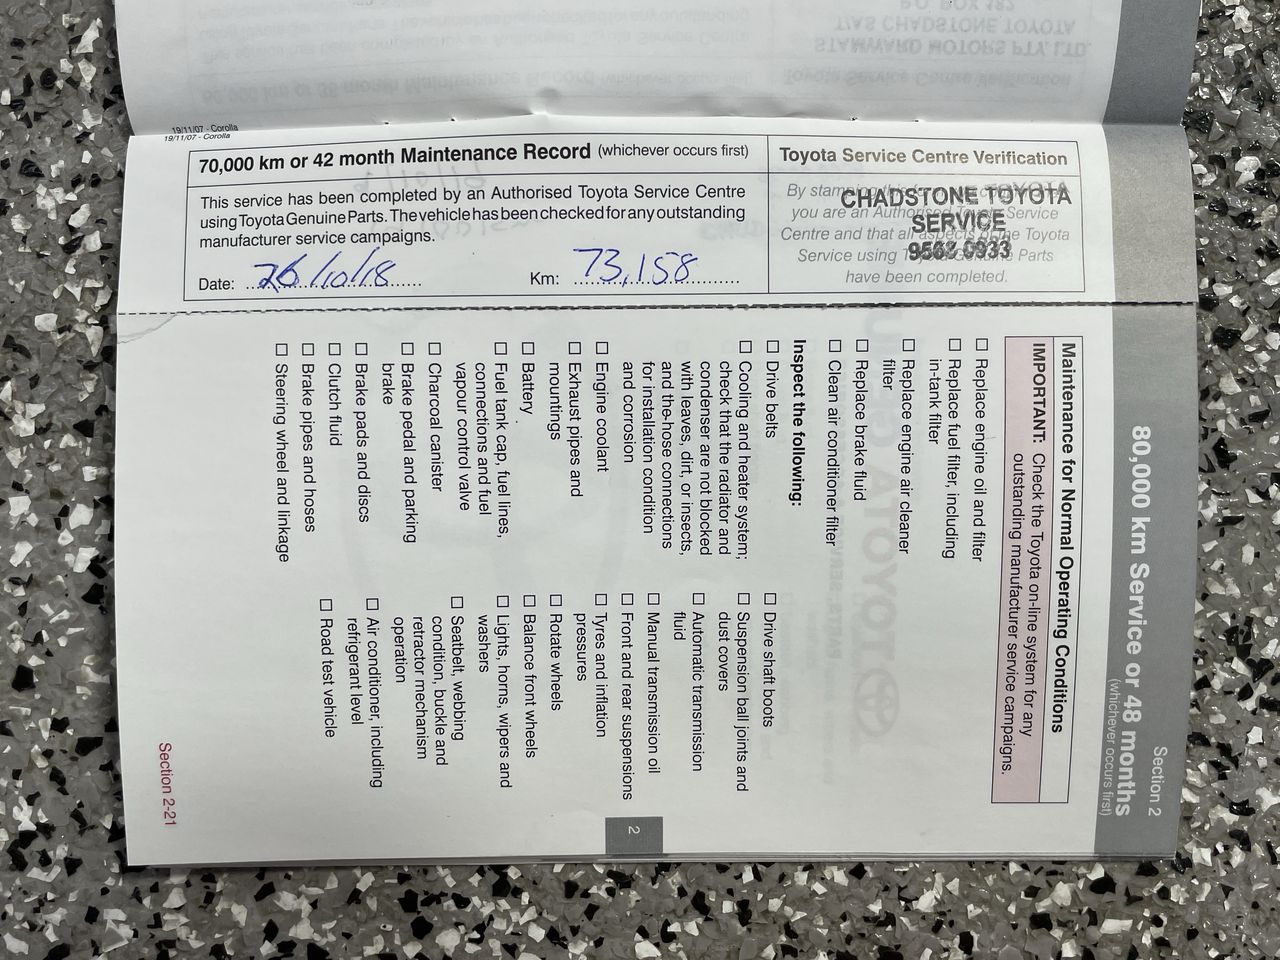 19/11/07 - Corolla
19/11/07 - Corolla
70,000 km or 42 month Maintenance Record (whichever occurs first)
This service has been completed by an Authorised Toyota Service Centre
using Toyota Genuine Parts. The vehicle has been checked for any outstanding
manufacturer service campaigns.
Date: 26/10/18
Km: 73,158
Toyota Service Centre Verification
By stamping this
you are an Authorised Toyota Service
Centre and that all aspects of the Toyota
Service using Toyota Genuine Parts
have been completed.
CHADSTONE TOYOTA
SERVICE
9568 0933
Section 2
80,000 km Service or 48 months
(whichever occurs first)
Maintenance for Normal Operating Conditions
IMPORTANT: Check the Toyota on-line system for any
outstanding manufacturer service campaigns.
☐ Replace engine oil and filter
☐ Replace fuel filter, including
in-tank filter
☐ Replace engine air cleaner
filter
☐ Replace brake fluid
☐ Clean air conditioner filter
Inspect the following:
☐ Drive belts
☐ Cooling and heater system;
check that the radiator and
condenser are not blocked
with leaves, dirt, or insects,
and the-hose connections
for installation condition
and corrosion
☐ Engine coolant
☐ Exhaust pipes and
mountings
☐ Battery
☐ Fuel tank cap, fuel lines,
connections and fuel
vapour control valve
☐ Charcoal canister
☐ Brake pedal and parking
brake
☐ Brake pads and discs
☐ Clutch fluid
☐ Brake pipes and hoses
☐ Steering wheel and linkage
☐ Drive shaft boots
☐ Suspension ball joints and
dust covers
☐ Automatic transmission
fluid
☐ Manual transmission oil
☐ Front and rear suspensions
☐ Tyres and inflation
pressures
☐ Rotate wheels
☐ Balance front wheels
☐ Lights, horns, wipers and
washers
☐ Seatbelt, webbing
condition, buckle and
retractor mechanism
operation
☐ Air conditioner, including
refrigerant level
☐ Road test vehicle
2
Section 2-21